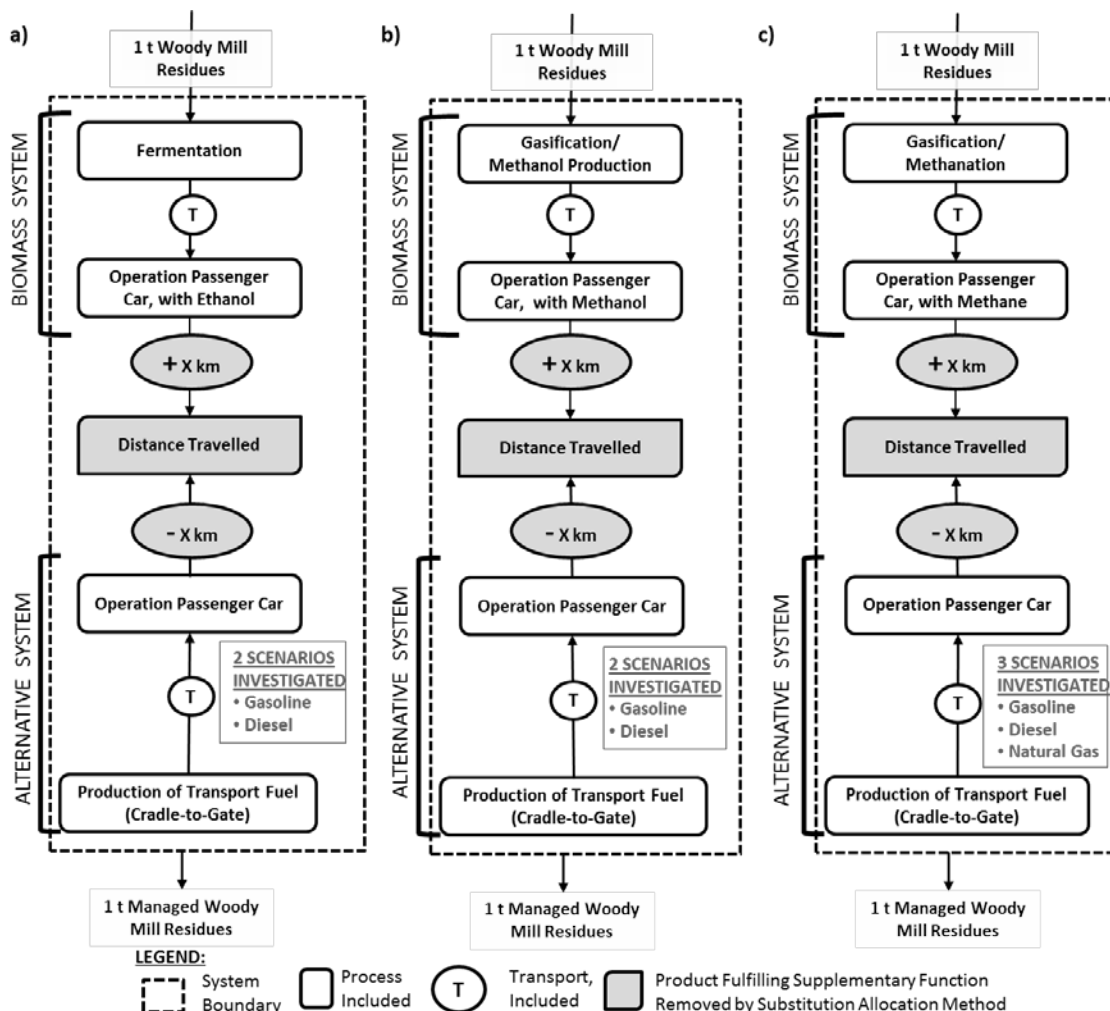 a)
1 t Woody Mill
Residues
BIOMASS SYSTEM
Fermentation
T
Operation Passenger
Car, with Ethanol
+ X km
Distance Travelled
- X km
ALTERNATIVE SYSTEM
Operation Passenger Car
2 SCENARIOS
INVESTIGATED
• Gasoline
• Diesel
T
Production of Transport Fuel
(Cradle-to-Gate)
1 t Managed Woody
Mill Residues
b)
1 t Woody Mill
Residues
BIOMASS SYSTEM
Gasification/
Methanol Production
T
Operation Passenger
Car, with Methanol
+ X km
Distance Travelled
- X km
ALTERNATIVE SYSTEM
Operation Passenger Car
2 SCENARIOS
INVESTIGATED
• Gasoline
• Diesel
T
Production of Transport Fuel
(Cradle-to-Gate)
1 t Managed Woody
Mill Residues
c)
1 t Woody Mill
Residues
BIOMASS SYSTEM
Gasification/
Methanation
T
Operation Passenger
Car, with Methane
+ X km
Distance Travelled
- X km
ALTERNATIVE SYSTEM
Operation Passenger Car
3 SCENARIOS
INVESTIGATED
• Gasoline
• Diesel
• Natural Gas
T
Production of Transport Fuel
(Cradle-to-Gate)
1 t Managed Woody
Mill Residues
LEGEND:
System
Boundary
Process
Included
T
Transport,
Included
Product Fulfilling Supplementary Function
Removed by Substitution Allocation Method